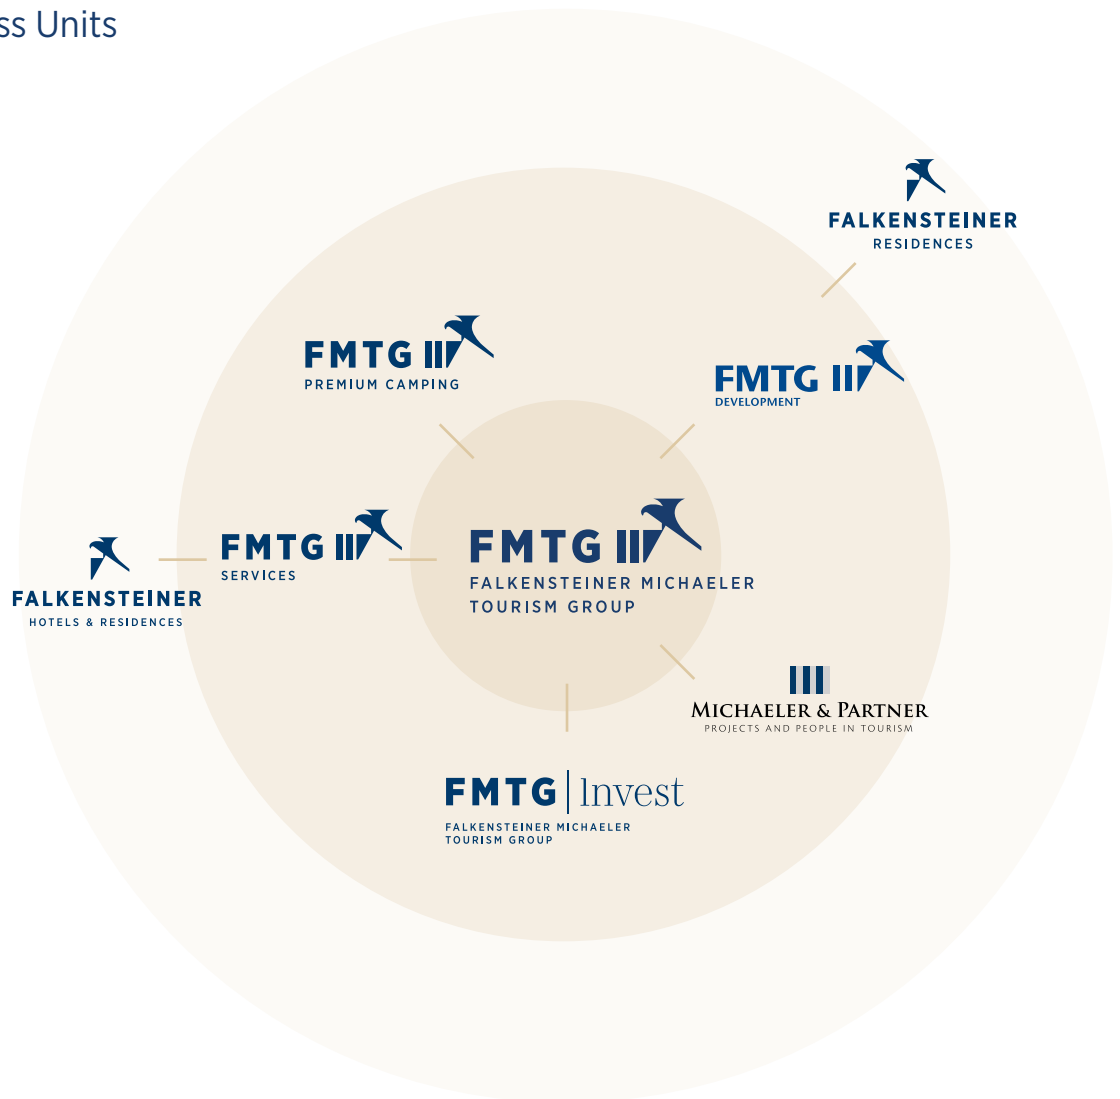 ss Units
FALKENSTEINER
RESIDENCES
FMTG
PREMIUM CAMPING
FMTG
DEVELOPMENT
FMTG
SERVICES
FALKENSTEINER
HOTELS & RESIDENCES
FMTG
FALKENSTEINER MICHAELER
TOURISM GROUP
MICHAELER & PARTNER
PROJECTS AND PEOPLE IN TOURISM
FMTG Invest
FALKENSTEINER MICHAELER
TOURISM GROUP